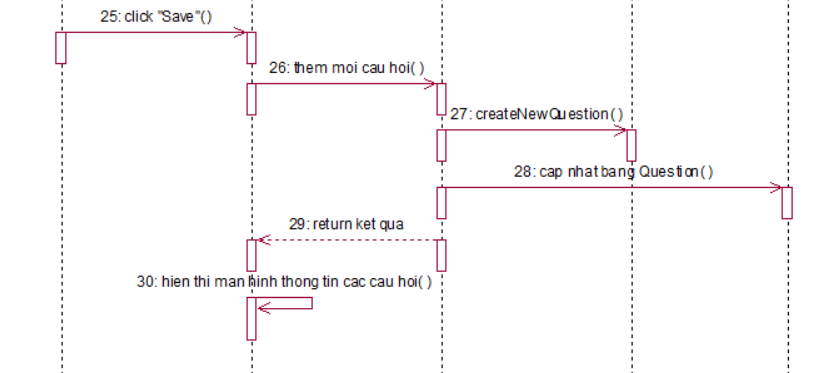 25: click "Save"()
26: them moi cau hoi( )
27: createNewQuestion( )
28: cap nhat bang Question( )
29: return ket qua
30: hien thi man hinh thong tin cac cau hoi( )